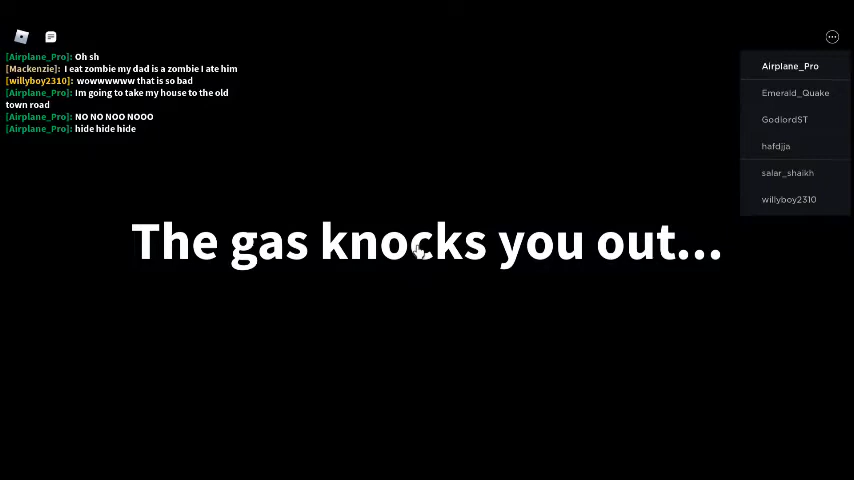 [Airplane_Pro]: Oh sh
[Mackenzie]: I eat zombie my dad is a zombie I ate him
[willyboy2310]: wowwwwww that is so bad
[Airplane_Pro]: Im going to take my house to the old
town road
[Airplane_Pro]: NO NO NOO NOOO
[Airplane_Pro]: hide hide hide
Airplane_Pro
Emerald_Quake
GodlordST
hafdjja
salar_shaikh
willyboy2310
The gas knocks you out...